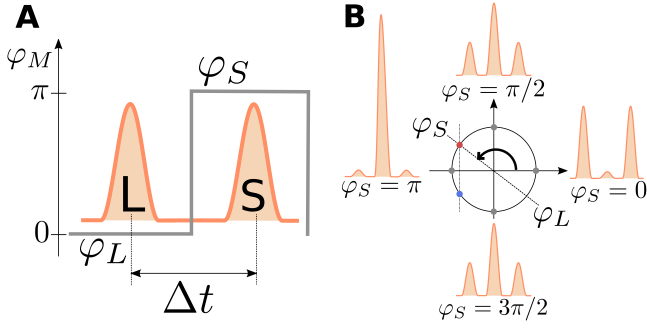 A
φ_M
π
φ_S
L
S
0
φ_L
Δt
B
φ_S = π/2
φ_S
φ_S = π
φ_S = 0
φ_L
φ_S = 3π/2